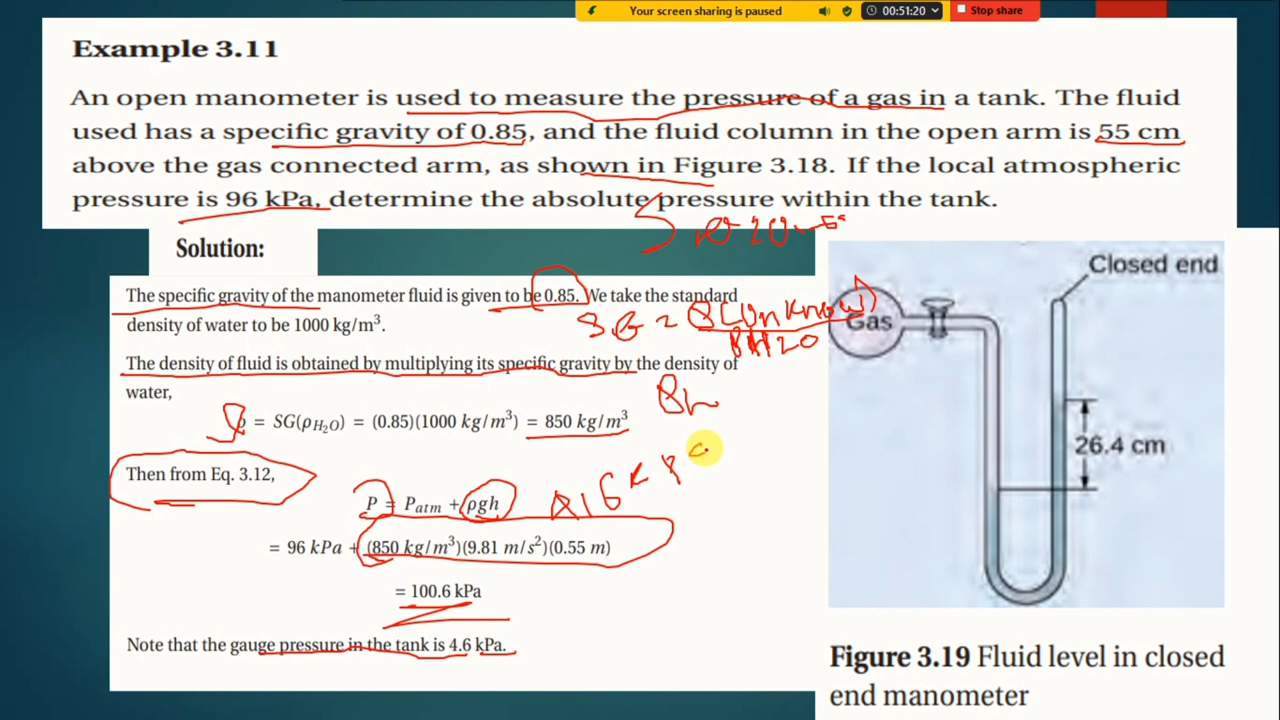 Your screen sharing is paused
00:51:20
Stop share
Example 3.11
An open manometer is used to measure the pressure of a gas in a tank. The fluid
used has a specific gravity of 0.85, and the fluid column in the open arm is 55 cm
above the gas connected arm, as shown in Figure 3.18. If the local atmospheric
pressure is 96 kPa, determine the absolute pressure within the tank.
Solution:
The specific gravity of the manometer fluid is given to be 0.85. We take the standard
density of water to be 1000 kg/m³.
The density of fluid is obtained by multiplying its specific gravity by the density of
water,
ρ = SG(ρH₂O) = (0.85)(1000 kg/m³) = 850 kg/m³
Then from Eq. 3.12,
P = Patm + ρgh
= 96 kPa + (850 kg/m³)(9.81 m/s²)(0.55 m)
= 100.6 kPa
Note that the gauge pressure in the tank is 4.6 kPa.
Closed end
Gas
26.4 cm
Figure 3.19 Fluid level in closed
end manometer